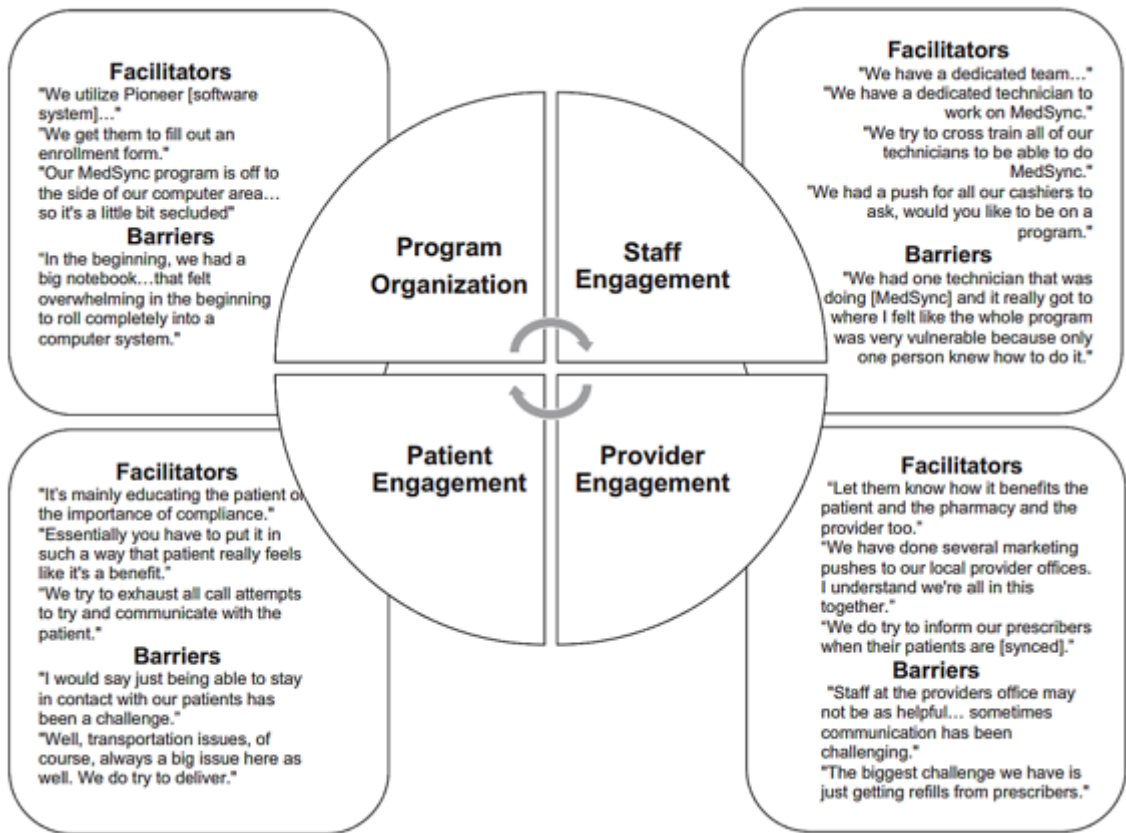 Facilitators
"We utilize Pioneer [software
system]…"
"We get them to fill out an
enrollment form."
"Our MedSync program is off to
the side of our computer area…
so it's a little bit secluded"
Barriers
"In the beginning, we had a
big notebook…that felt
overwhelming in the beginning
to roll completely into a
computer system."
Program
Organization
Staff
Engagement
Facilitators
"We have a dedicated team…"
"We have a dedicated technician to
work on MedSync."
"We try to cross train all of our
technicians to be able to do
MedSync."
"We had a push for all our cashiers to
ask, would you like to be on a
program."
Barriers
"We had one technician that was
doing [MedSync] and it really got to
where I felt like the whole program
was very vulnerable because only
one person knew how to do it."
Facilitators
"It's mainly educating the patient o
the importance of compliance."
"Essentially you have to put it in
such a way that patient really feels
like it's a benefit."
"We try to exhaust all call attempts
to try and communicate with the
patient."
Barriers
"I would say just being able to stay
in contact with our patients has
been a challenge."
"Well, transportation issues, of
course, always a big issue here as
well. We do try to deliver."
Patient
Engagement
Provider
Engagement
Facilitators
"Let them know how it benefits the
patient and the pharmacy and the
provider too."
"We have done several marketing
pushes to our local provider offices.
I understand we're all in this
together."
"We do try to inform our prescribers
when their patients are [synced]."
Barriers
"Staff at the providers office may
not be as helpful… sometimes
communication has been
challenging."
"The biggest challenge we have is
just getting refills from prescribers."